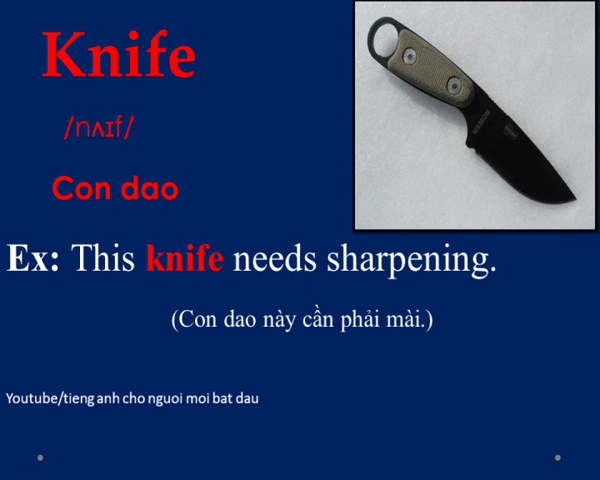 Knife
/nʌɪf/
Con dao
Ex: This knife needs sharpening.
(Con dao này cần phải mài.)
Youtube/tieng anh cho nguoi moi bat dau